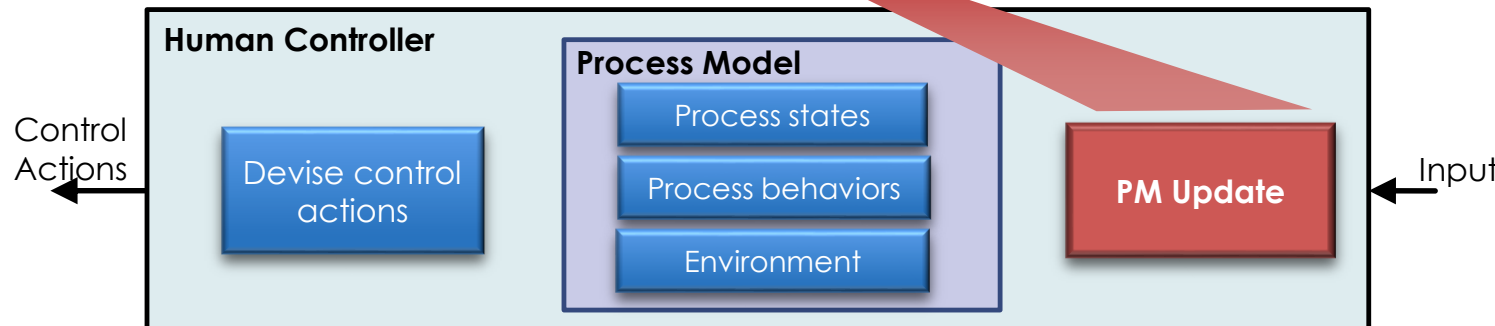 Human Controller
Process Model
Process states
Control
Actions
Devise control
actions
Process behaviors
PM Update
Input
Environment